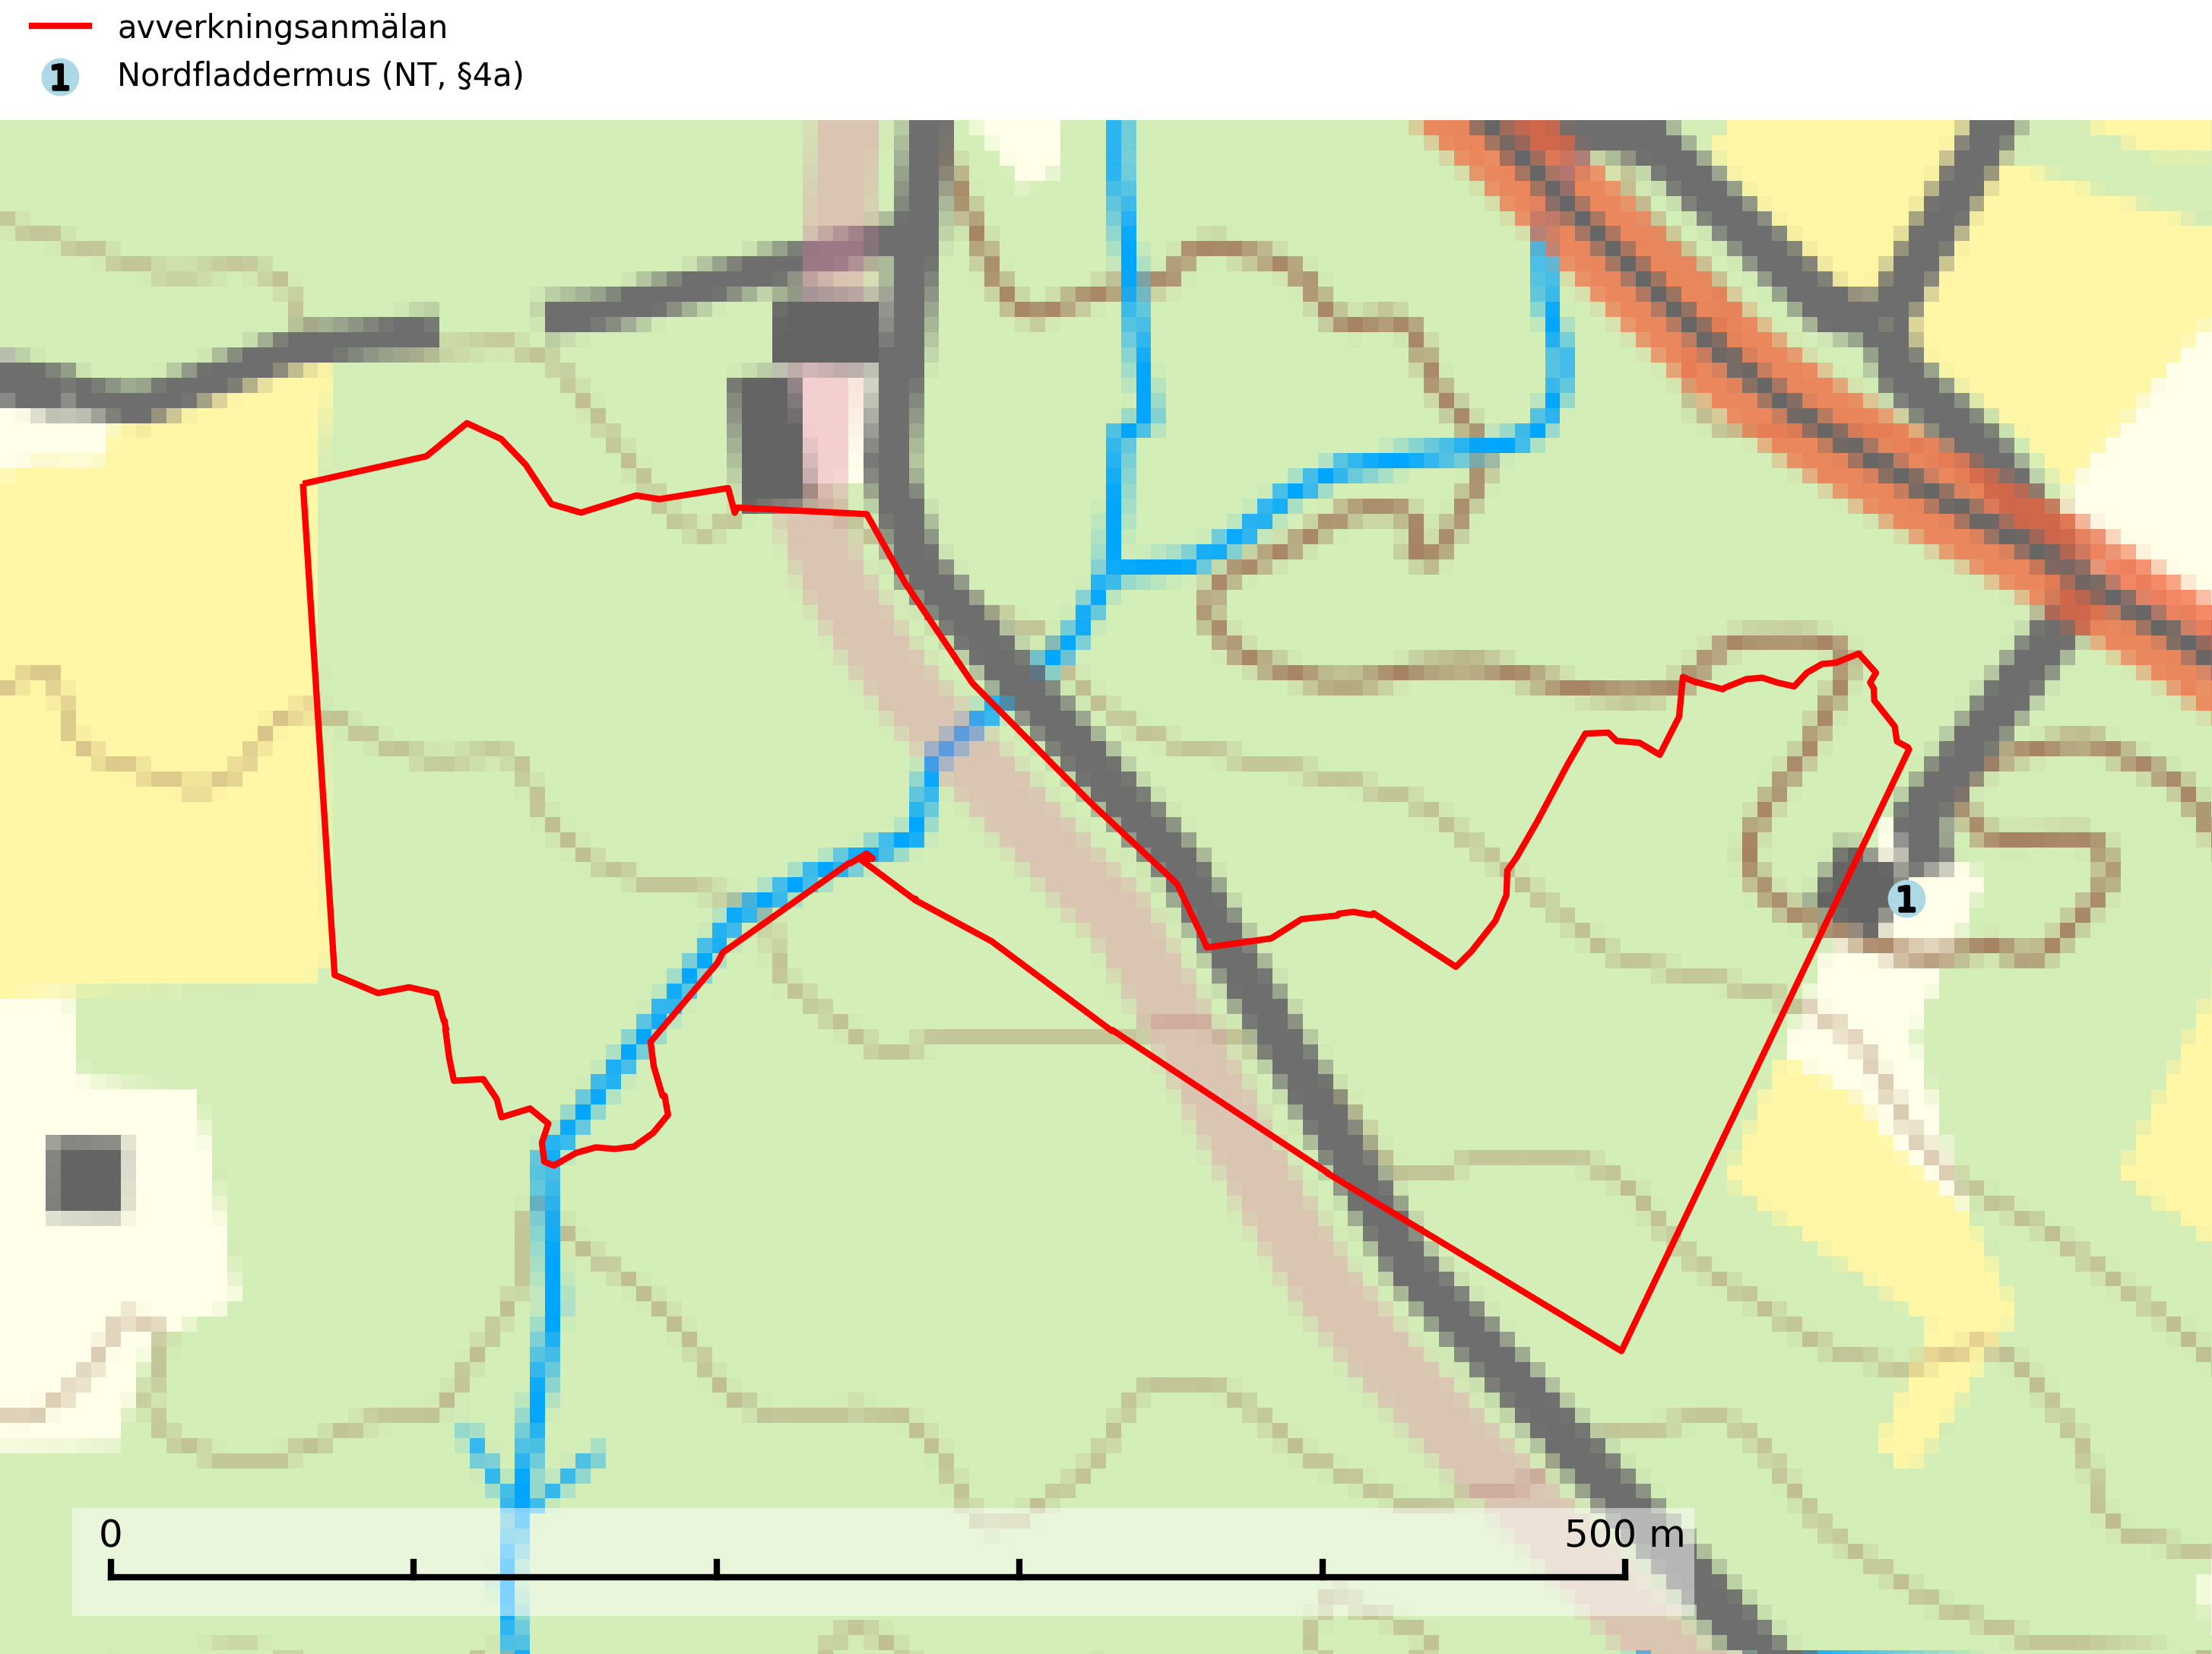 avverkningsanmälan
1 Nordfladdermus (NT, §4a)
1
0 500 m